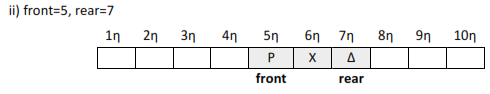 ii) front=5, rear=7
1η 2η 3η 4η 5η 6η 7η 8η 9η 10η
Ρ Χ Δ
front rear